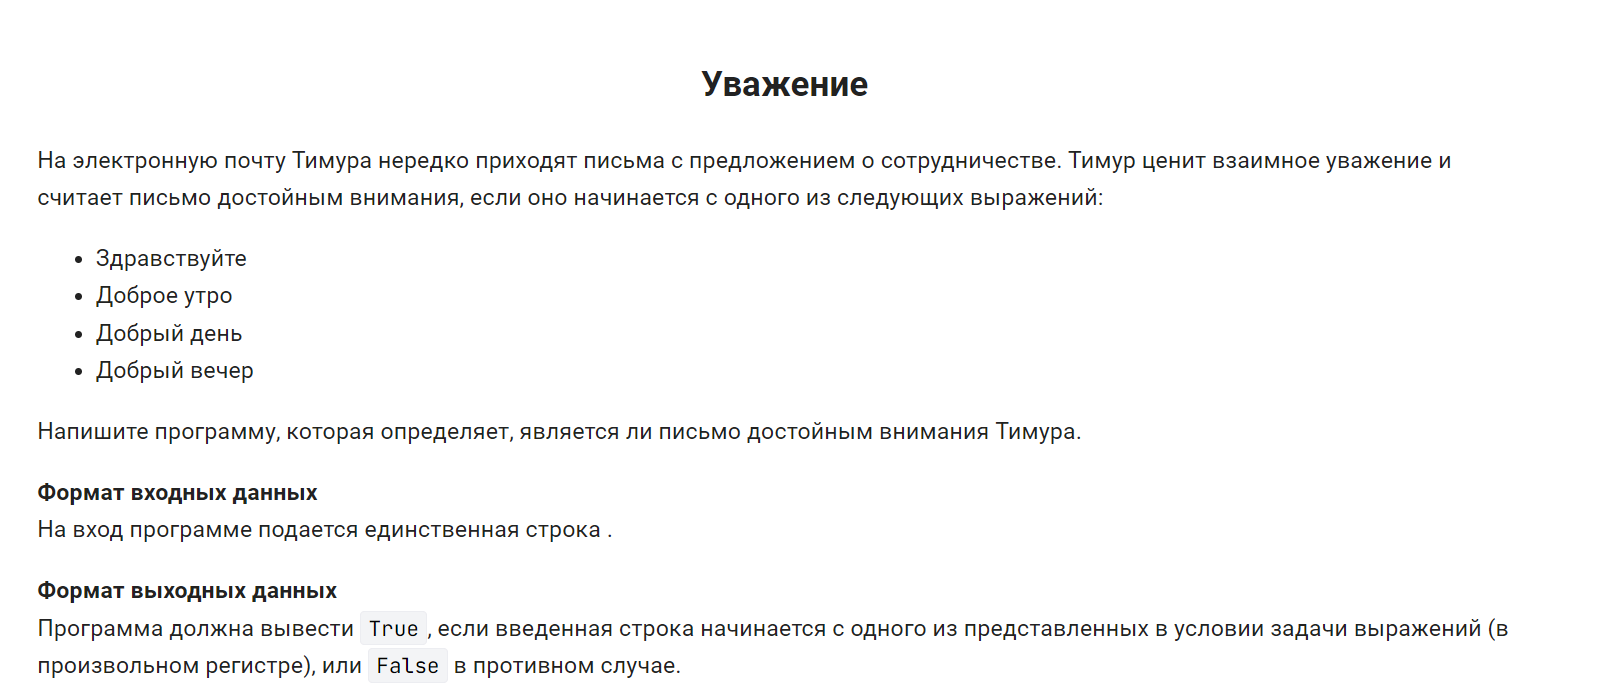 Уважение
На электронную почту Тимура нередко приходят письма с предложением о сотрудничестве. Тимур ценит взаимное уважение и
считает письмо достойным внимания, если оно начинается с одного из следующих выражений:
• Здравствуйте
• Доброе утро
• Добрый день
• Добрый вечер
Напишите программу, которая определяет, является ли письмо достойным внимания Тимура.
Формат входных данных
На вход программе подается единственная строка .
Формат выходных данных
Программа должна вывести True , если введенная строка начинается с одного из представленных в условии задачи выражений (в
произвольном регистре), или False в противном случае.